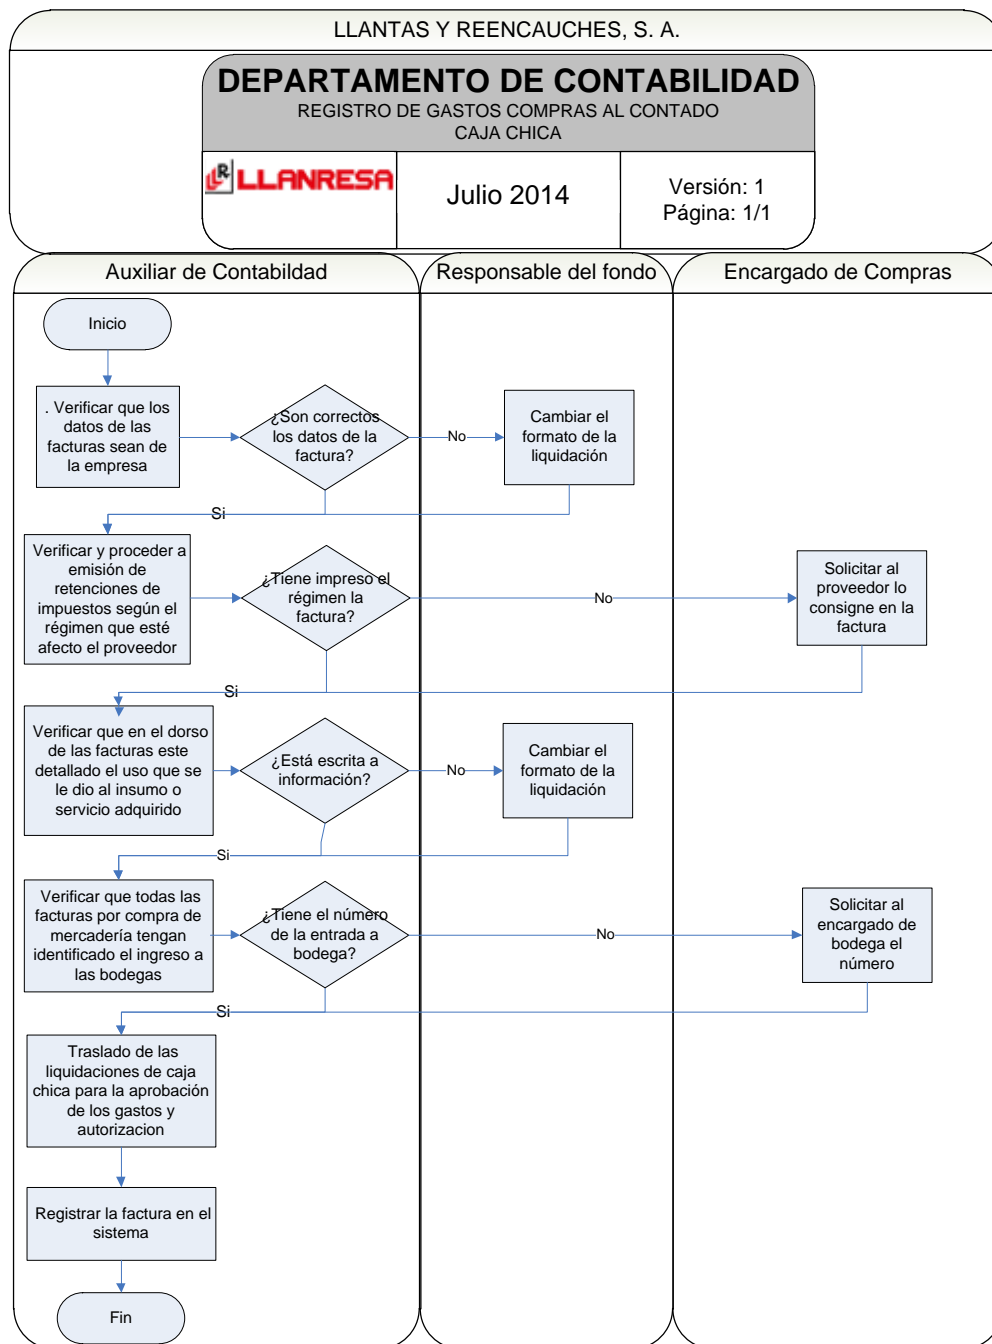 LLANTAS Y REENCAUCHES, S. A.
DEPARTAMENTO DE CONTABILIDAD
REGISTRO DE GASTOS COMPRAS AL CONTADO
CAJA CHICA
LLANRESA
Julio 2014
Versión: 1
Página: 1/1
Auxiliar de Contabildad
Responsable del fondo
Encargado de Compras
Inicio
. Verificar que los
datos de las
facturas sean de
la empresa
¿Son correctos
los datos de la
factura?
No
Cambiar el
formato de la
liquidación
Si
Verificar y proceder a
emisión de
retenciones de
impuestos según el
régimen que esté
afecto el proveedor
¿Tiene impreso el
régimen la
factura?
No
Solicitar al
proveedor lo
consigne en la
factura
Si
Verificar que en el dorso
de las facturas este
detallado el uso que se
le dio al insumo o
servicio adquirido
¿Está escrita a
información?
No
Cambiar el
formato de la
liquidación
Si
Verificar que todas las
facturas por compra de
mercadería tengan
identificado el ingreso a
las bodegas
¿Tiene el número
de la entrada a
bodega?
No
Solicitar al
encargado de
bodega el
número
Si
Traslado de las
liquidaciones de caja
chica para la aprobación
de los gastos y
autorizacion
Registrar la factura en el
sistema
Fin